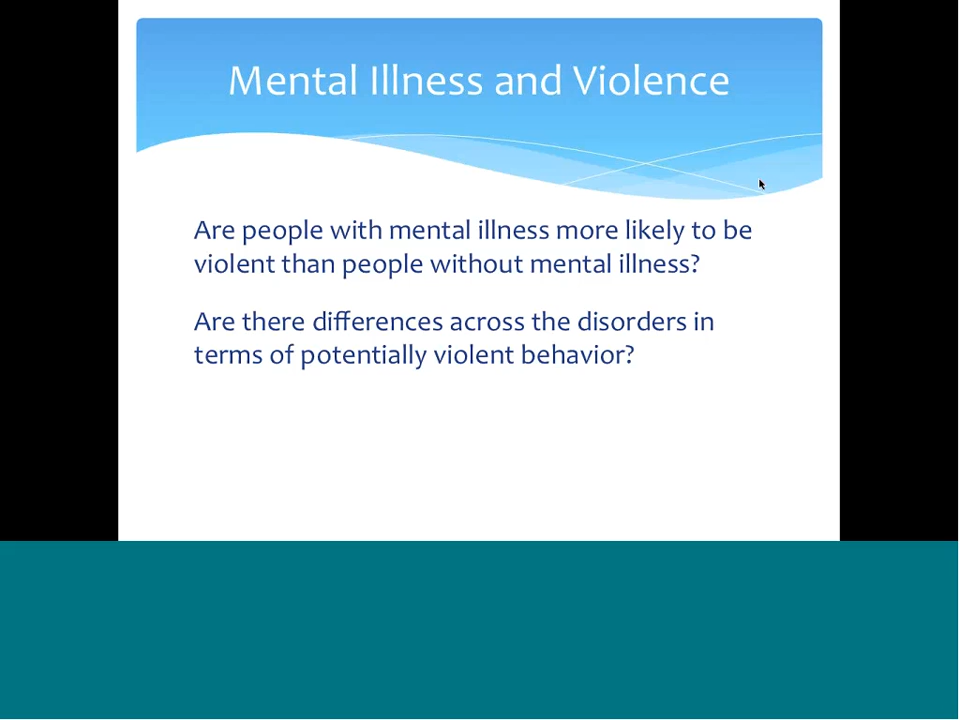 Mental Illness and Violence
Are people with mental illness more likely to be
violent than people without mental illness?
Are there differences across the disorders in
terms of potentially violent behavior?